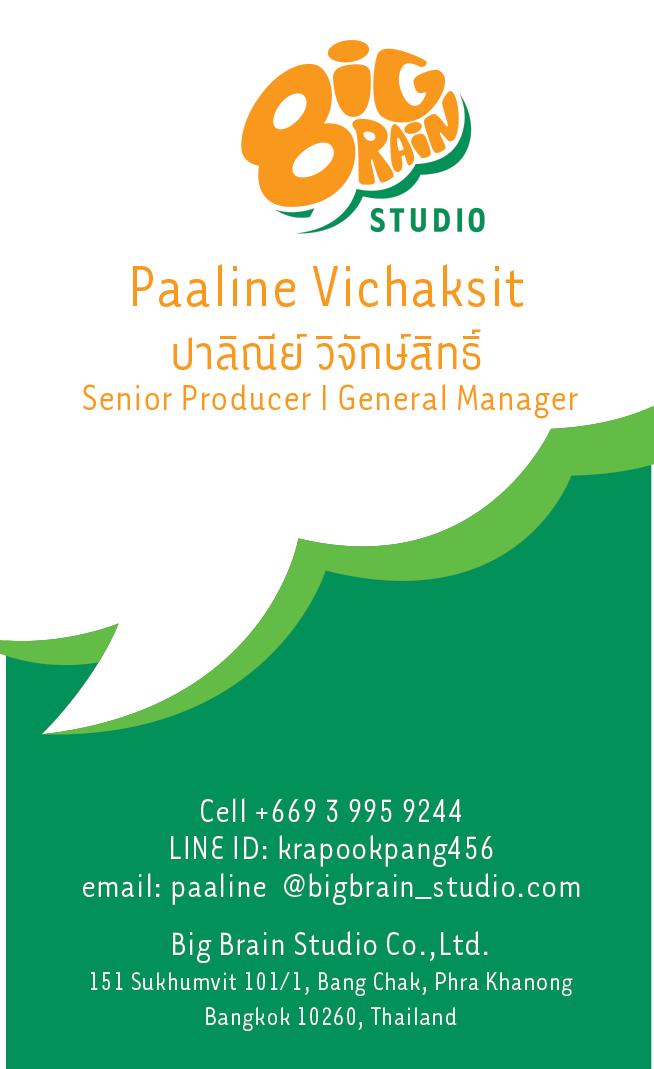 BiG
BRAiN
STUDIO
Paaline Vichaksit
ปาลิณีย์ วิจักษ์สิทธิ์
Senior Producer | General Manager
Cell +669 3 995 9244
LINE ID: krapookpang456
email: paaline @bigbrain_studio.com
Big Brain Studio Co.,Ltd.
151 Sukhumvit 101/1, Bang Chak, Phra Khanong
Bangkok 10260, Thailand